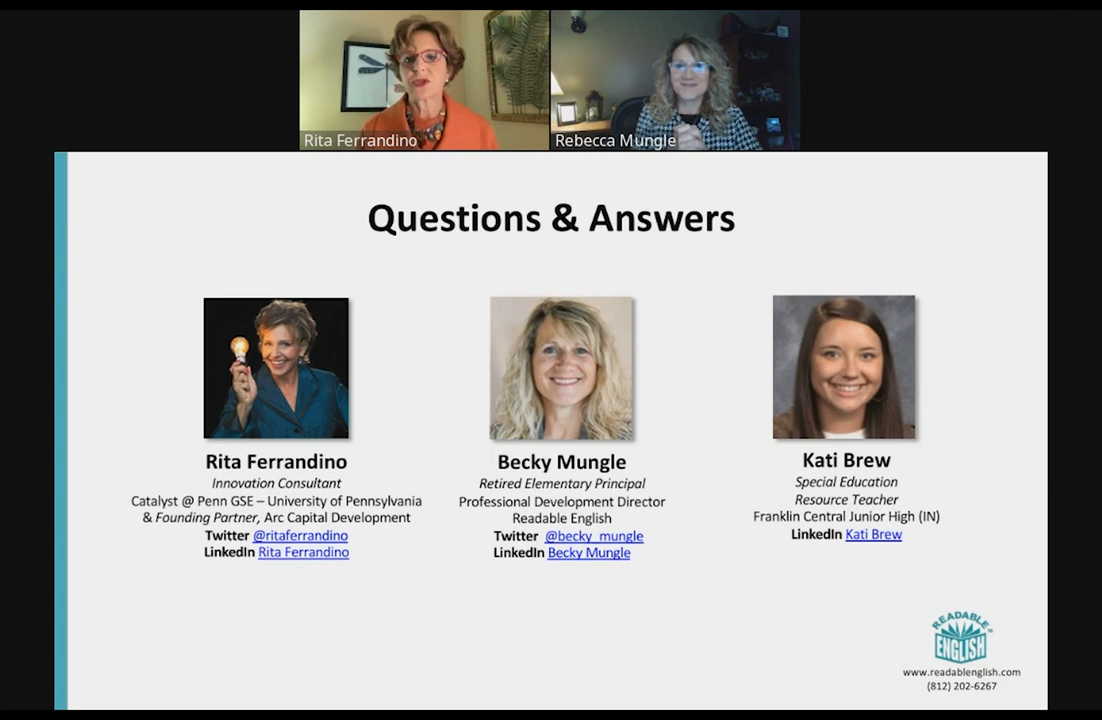 Rita Ferrandino
Rebecca Mungle
Questions & Answers
Rita Ferrandino
Innovation Consultant
Catalyst @ Penn GSE – University of Pennsylvania
& Founding Partner, Arc Capital Development
Twitter @ritaferrandino
LinkedIn Rita Ferrandino
Becky Mungle
Retired Elementary Principal
Professional Development Director
Readable English
Twitter @becky_mungle
LinkedIn Becky Mungle
Kati Brew
Special Education
Resource Teacher
Franklin Central Junior High (IN)
LinkedIn Kati Brew
READABLE
ENGLISH
www.readablenglish.com
(812) 202-6267